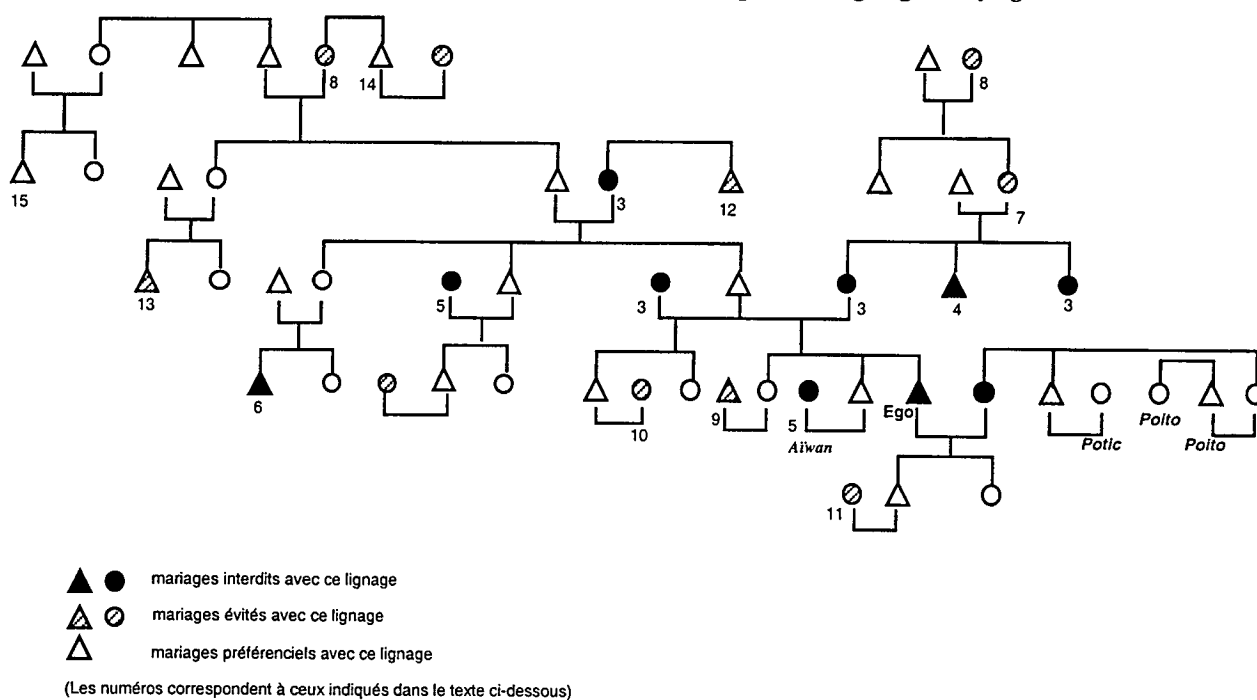 8
14
8
15
3
12
7
13
5
3
3
4
3
6
10
9
5
Ego
Aïwan
Potic
Poito
Poito
11
mariages interdits avec ce lignage
mariages évités avec ce lignage
mariages préférenciels avec ce lignage
(Les numéros correspondent à ceux indiqués dans le texte ci-dessous)